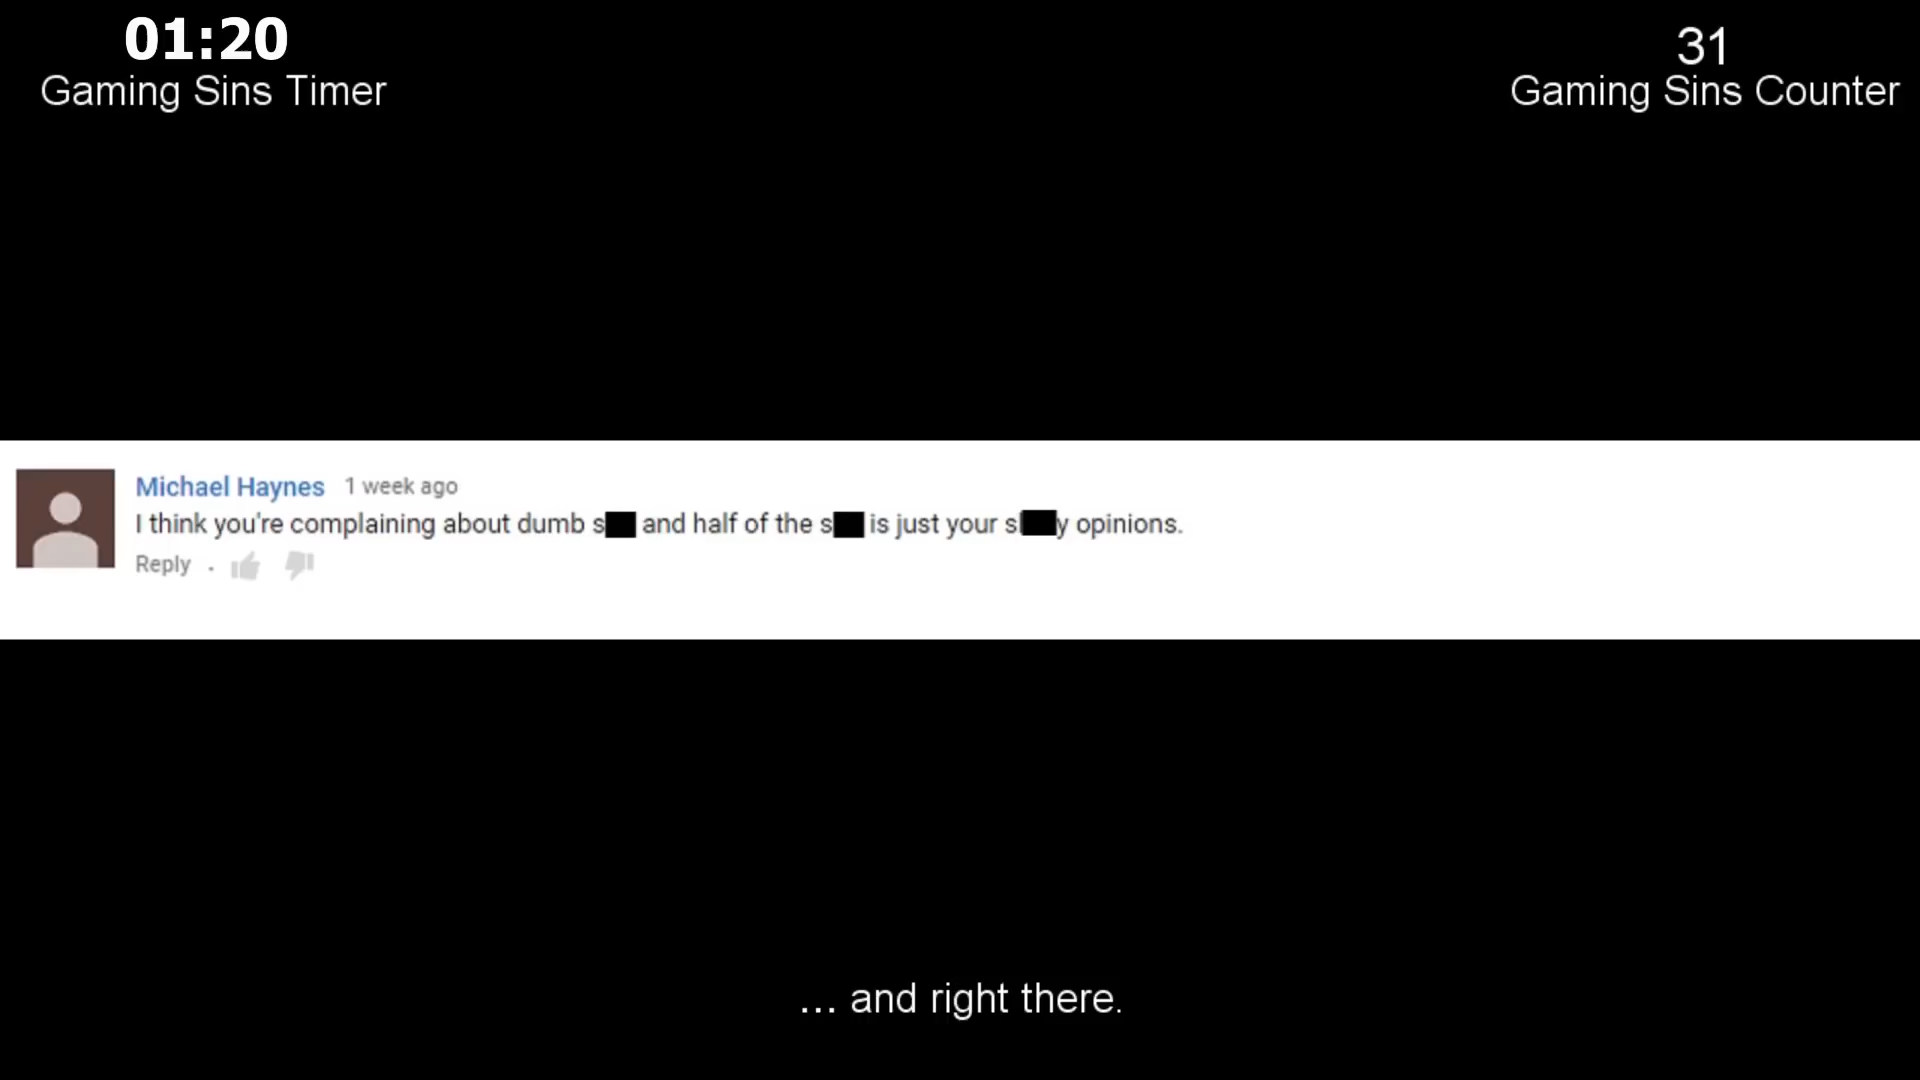 01:20
Gaming Sins Timer
31
Gaming Sins Counter
Michael Haynes 1 week ago
I think you're complaining about dumb s and half of the s is just your s y opinions.
Reply .
... and right there.